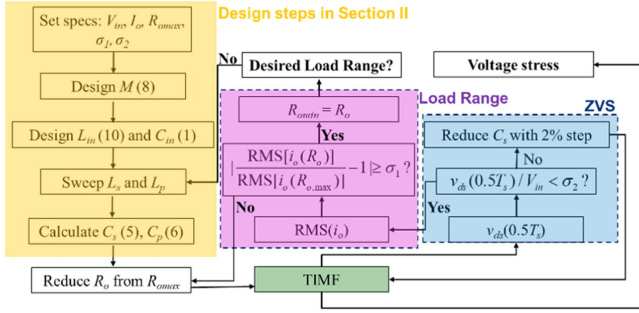 Design steps in Section II
Set specs: V_in, I_o, R_omax,
σ_1, σ_2
Design M (8)
Design L_in (10) and C_in (1)
Sweep L_s and L_p
Calculate C_s (5), C_p (6)
Reduce R_o from R_omax
No
Desired Load Range?
Load Range
R_omin = R_o
Yes
|RMS[i_o(R_o)] / RMS[i_o(R_o,max)] −1| ≥ σ_1 ?
No
RMS(i_o)
TIMF
Voltage stress
ZVS
Reduce C_s with 2% step
No
v_ds(0.5T_s) / V_in < σ_2 ?
Yes
v_ds(0.5T_s)